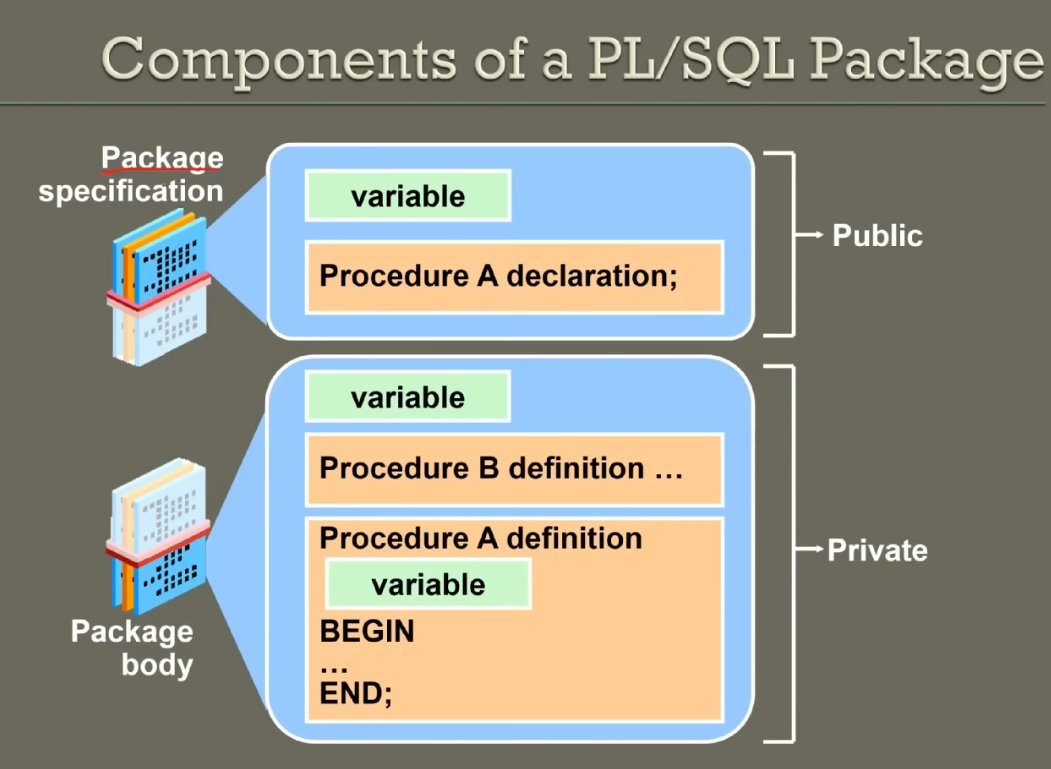 Components of a PL/SQL Package
Package
specification
variable
Procedure A declaration;
Public
variable
Procedure B definition …
Procedure A definition
variable
BEGIN
…
END;
Private
Package
body